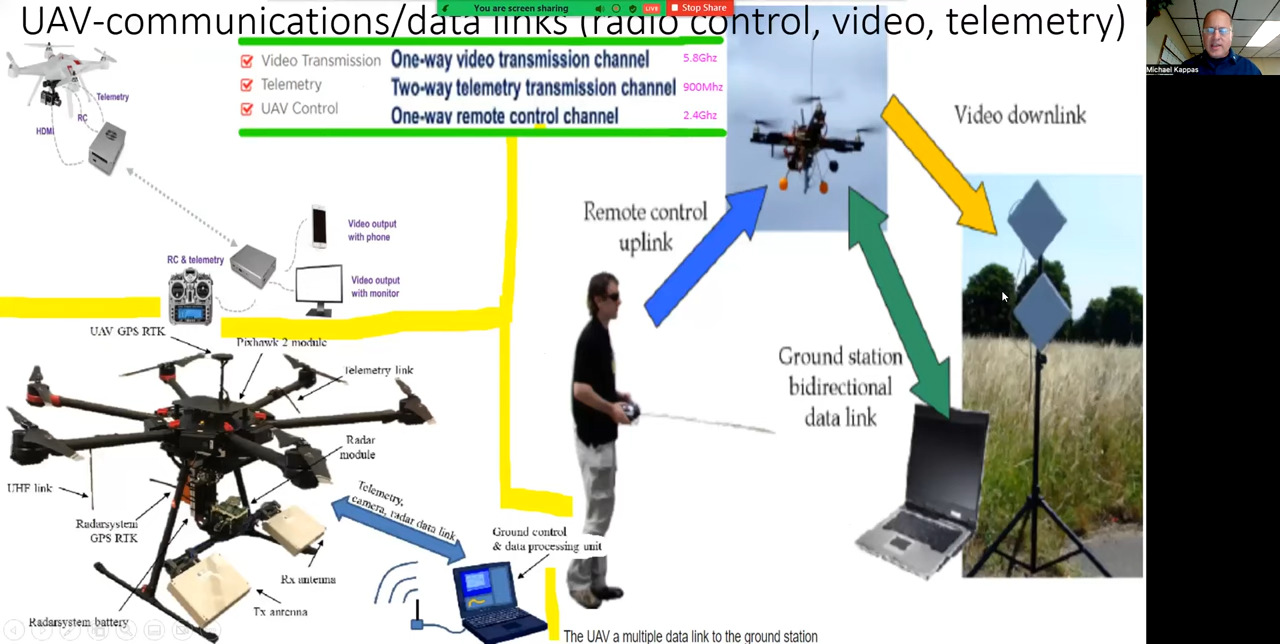 You are screen sharing
LIVE
Stop Share
UAV-communications/data links (radio control, video, telemetry)
Michael Kappas
Video Transmission One-way video transmission channel 5.8Ghz
Telemetry Two-way telemetry transmission channel 900Mhz
UAV Control One-way remote control channel 2.4Ghz
Telemetry
RC
HDMI
Video output
with phone
RC & telemetry
Video output
with monitor
Remote control
uplink
Video downlink
Ground station
bidirectional
data link
UAV GPS RTK
Pixhawk 2 module
Telemetry link
Radar
module
UHF link
Radarsystem
GPS RTK
Telemetry,
camera, radar data link
Ground control
& data processing unit
Rx antenna
Tx antenna
Radarsystem battery
The UAV a multiple data link to the ground station